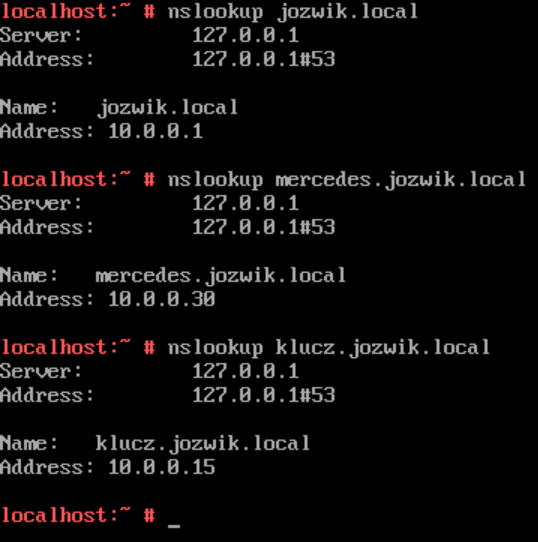 localhost:~ # nslookup jozwik.local
Server:         127.0.0.1
Address:        127.0.0.1#53
Name:   jozwik.local
Address: 10.0.0.1
localhost:~ # nslookup mercedes.jozwik.local
Server:         127.0.0.1
Address:        127.0.0.1#53
Name:   mercedes.jozwik.local
Address: 10.0.0.30
localhost:~ # nslookup klucz.jozwik.local
Server:         127.0.0.1
Address:        127.0.0.1#53
Name:   klucz.jozwik.local
Address: 10.0.0.15
localhost:~ # _